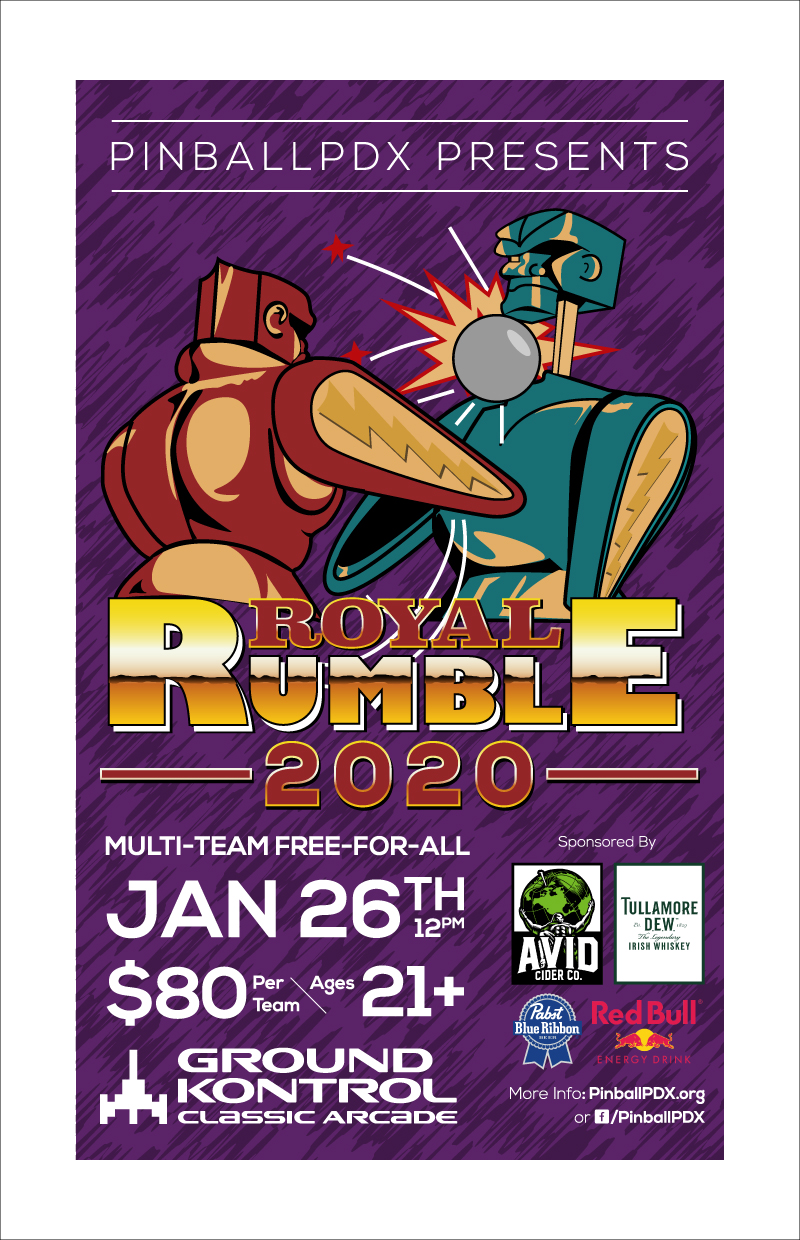 PINBALLPDX PRESENTS
ROYAL
RUMBLE
2020
MULTI-TEAM FREE-FOR-ALL
JAN 26TH
12PM
$80 Per Team
Ages 21+
GROUND
KONTROL
CLASSIC ARCADE
Sponsored By
AVID
CIDER CO.
TULLAMORE
D.E.W.
The Legendary
IRISH WHISKEY
Pabst
Blue Ribbon
BEER
Red Bull
ENERGY DRINK
More Info: PinballPDX.org
or f/PinballPDX